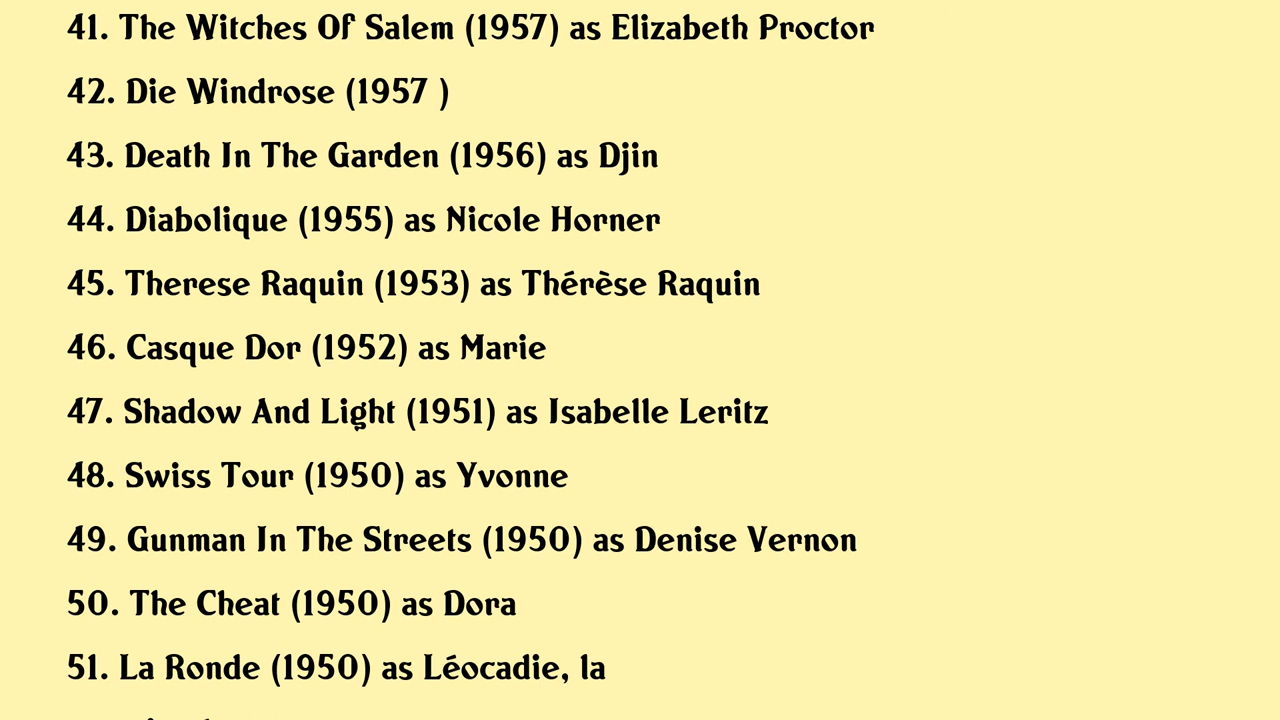 41. The Witches Of Salem (1957) as Elizabeth Proctor
42. Die Windrose (1957 )
43. Death In The Garden (1956) as Djin
44. Diabolique (1955) as Nicole Horner
45. Therese Raquin (1953) as Thérèse Raquin
46. Casque Dor (1952) as Marie
47. Shadow And Light (1951) as Isabelle Leritz
48. Swiss Tour (1950) as Yvonne
49. Gunman In The Streets (1950) as Denise Vernon
50. The Cheat (1950) as Dora
51. La Ronde (1950) as Léocadie, la